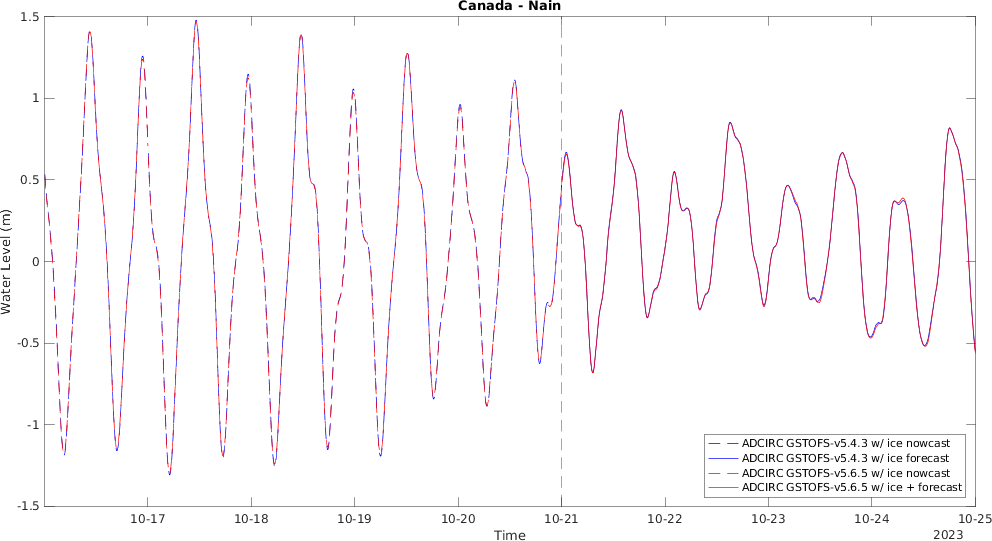 Canada - Nain
Water Level (m)
1.5
1
0.5
0
-0.5
-1
-1.5
10-17 10-18 10-19 10-20 10-21 10-22 10-23 10-24 10-25
Time
2023
ADCIRC GSTOFS-v5.4.3 w/ ice nowcast
ADCIRC GSTOFS-v5.4.3 w/ ice forecast
ADCIRC GSTOFS-v5.6.5 w/ ice nowcast
ADCIRC GSTOFS-v5.6.5 w/ ice + forecast